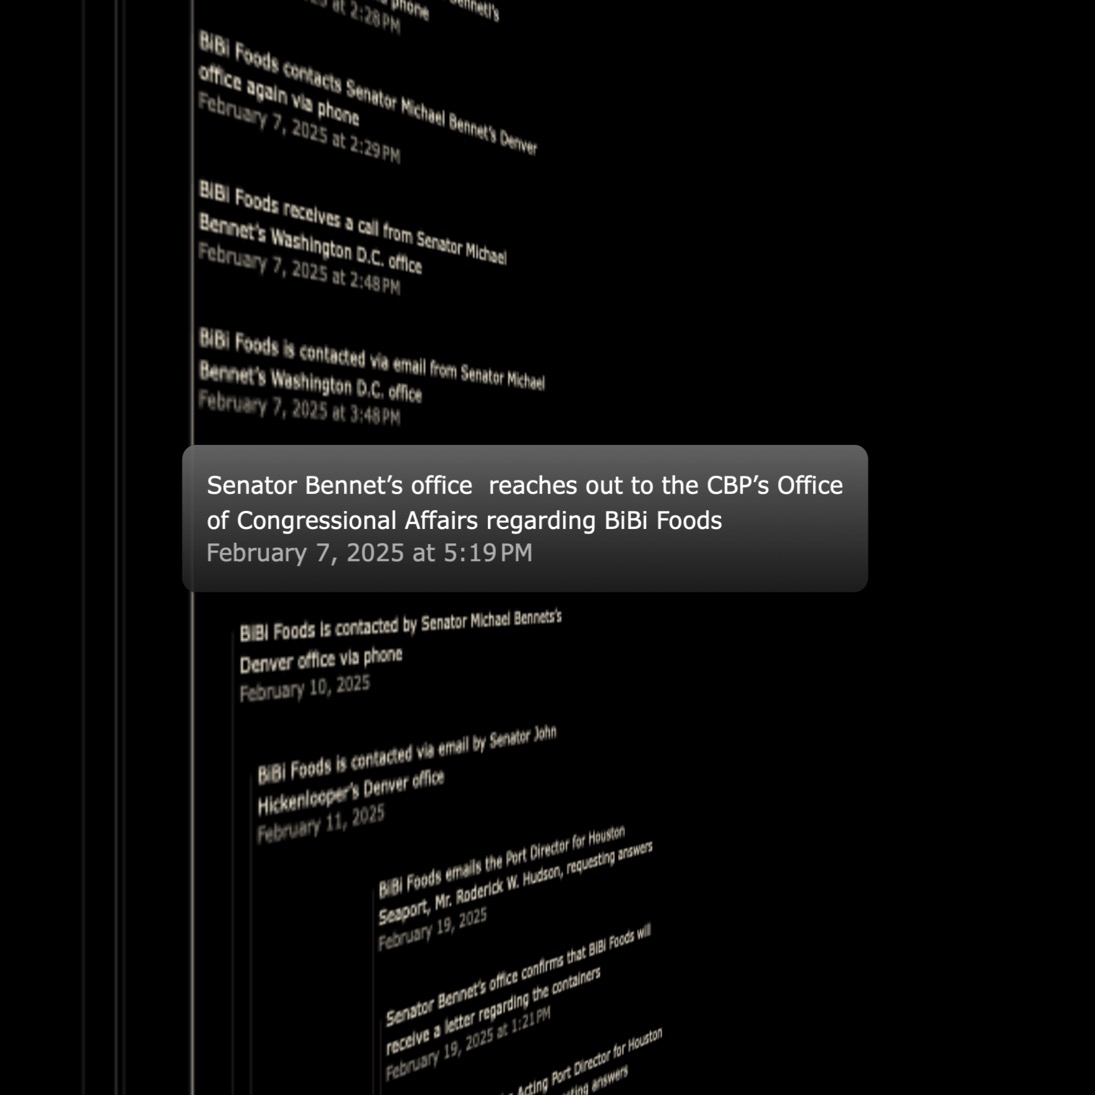 at 2:28 PM
BiBi Foods contacts Senator Michael Bennet's Denver
office again via phone
February 7, 2025 at 2:29 PM
BiBi Foods receives a call from Senator Michael
Bennet's Washington D.C. office
February 7, 2025 at 2:48 PM
BiBi Foods is contacted via email from Senator Michael
Bennet's Washington D.C. office
February 7, 2025 at 3:48 PM
Senator Bennet’s office  reaches out to the CBP’s Office
of Congressional Affairs regarding BiBi Foods
February 7, 2025 at 5:19 PM
BiBi Foods is contacted by Senator Michael Bennets's
Denver office via phone
February 10, 2025
BiBi Foods is contacted via email by Senator John
Hickenlooper's Denver office
February 11, 2025
BiBi Foods emails the Port Director for Houston
Seaport, Mr. Roderick W. Hudson, requesting answers
February 19, 2025
Senator Bennet's office confirms that BiBi Foods will
receive a letter regarding the containers
February 19, 2025 at 1:21 PM
Acting Port Director for Houston
answers